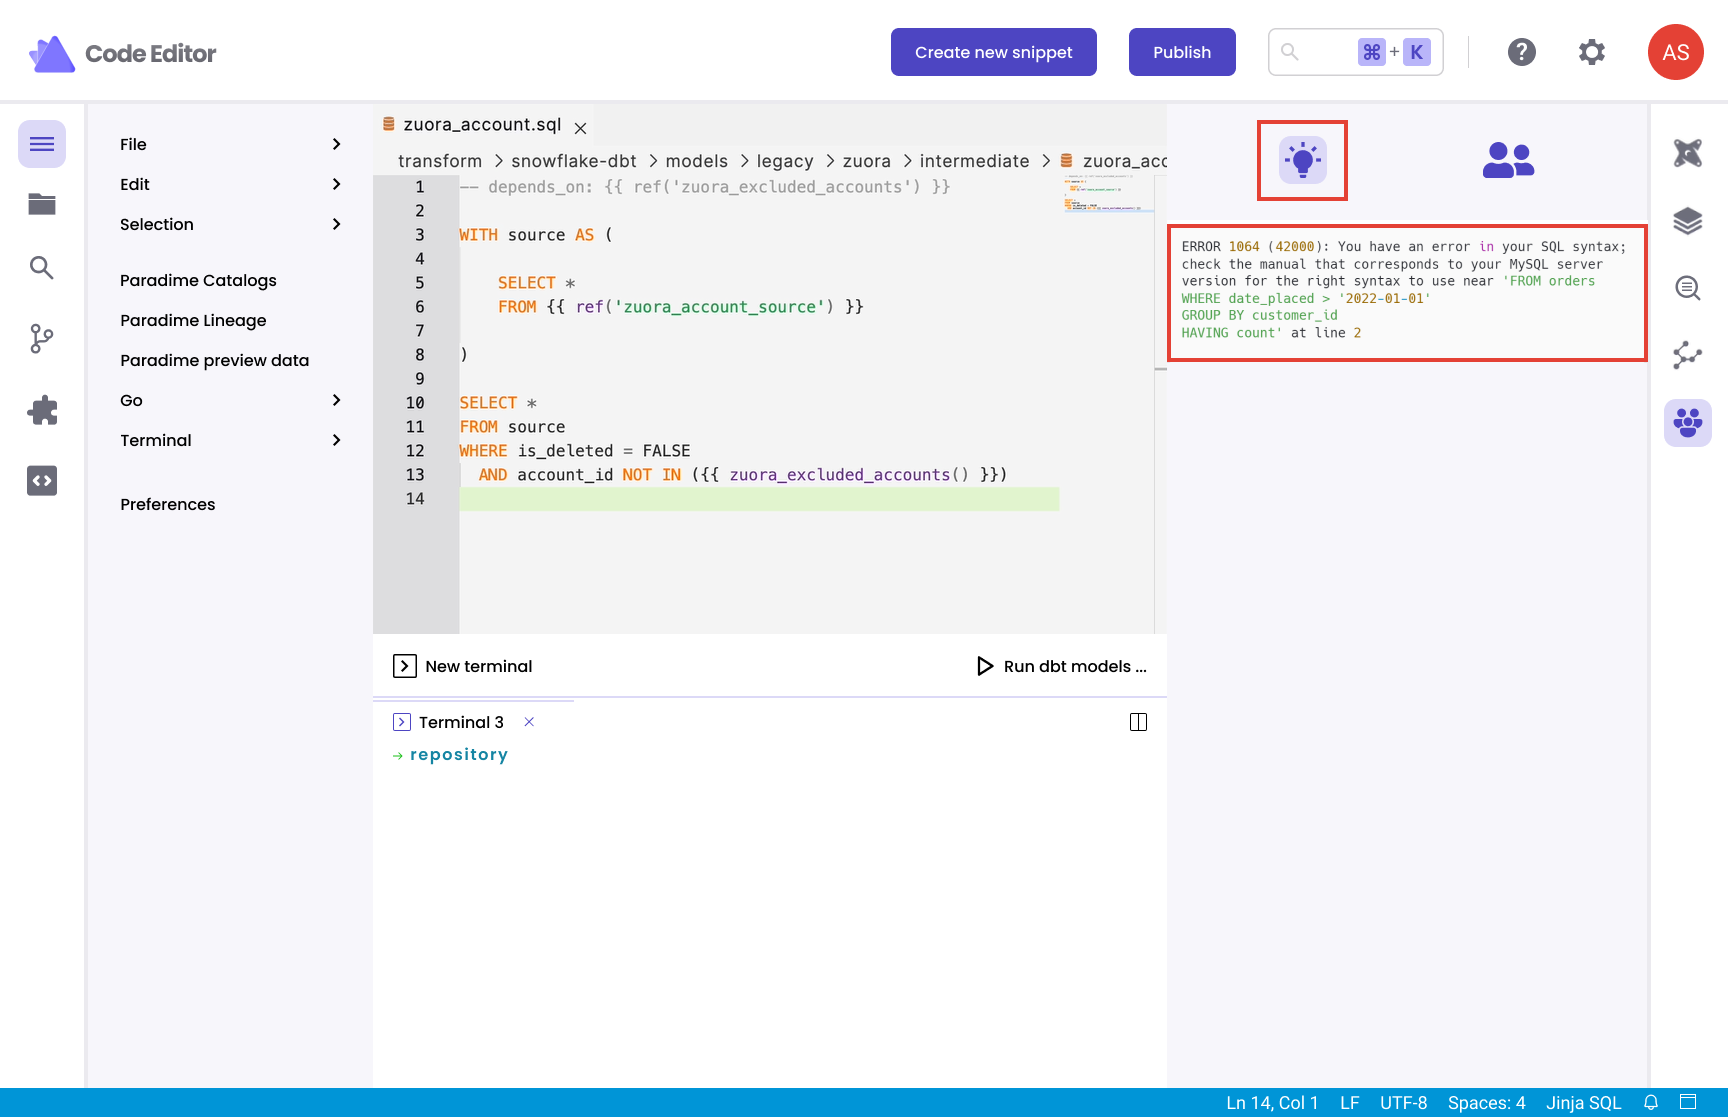 Code Editor
Create new snippet
Publish
⌘ + K
AS
File
Edit
Selection
Paradime Catalogs
Paradime Lineage
Paradime preview data
Go
Terminal
Preferences
zuora_account.sql
transform > snowflake-dbt > models > legacy > zuora > intermediate > zuora_acc
1 -- depends_on: {{ ref('zuora_excluded_accounts') }}
2
3 WITH source AS (
4
5     SELECT *
6     FROM {{ ref('zuora_account_source') }}
7
8 )
9
10 SELECT *
11 FROM source
12 WHERE is_deleted = FALSE
13   AND account_id NOT IN ({{ zuora_excluded_accounts() }})
14
New terminal
Run dbt models ...
Terminal 3
→ repository
ERROR 1064 (42000): You have an error in your SQL syntax;
check the manual that corresponds to your MySQL server
version for the right syntax to use near 'FROM orders
WHERE date_placed > '2022-01-01'
GROUP BY customer_id
HAVING count' at line 2
Ln 14, Col 1 LF UTF-8 Spaces: 4 Jinja SQL